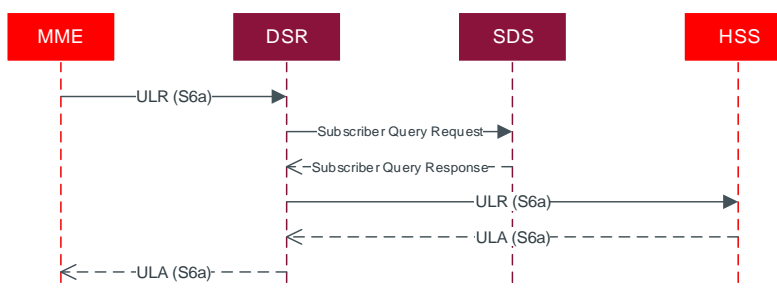 MME
DSR
SDS
HSS
ULR (S6a)
Subscriber Query Request
Subscriber Query Response
ULR (S6a)
ULA (S6a)
ULA (S6a)